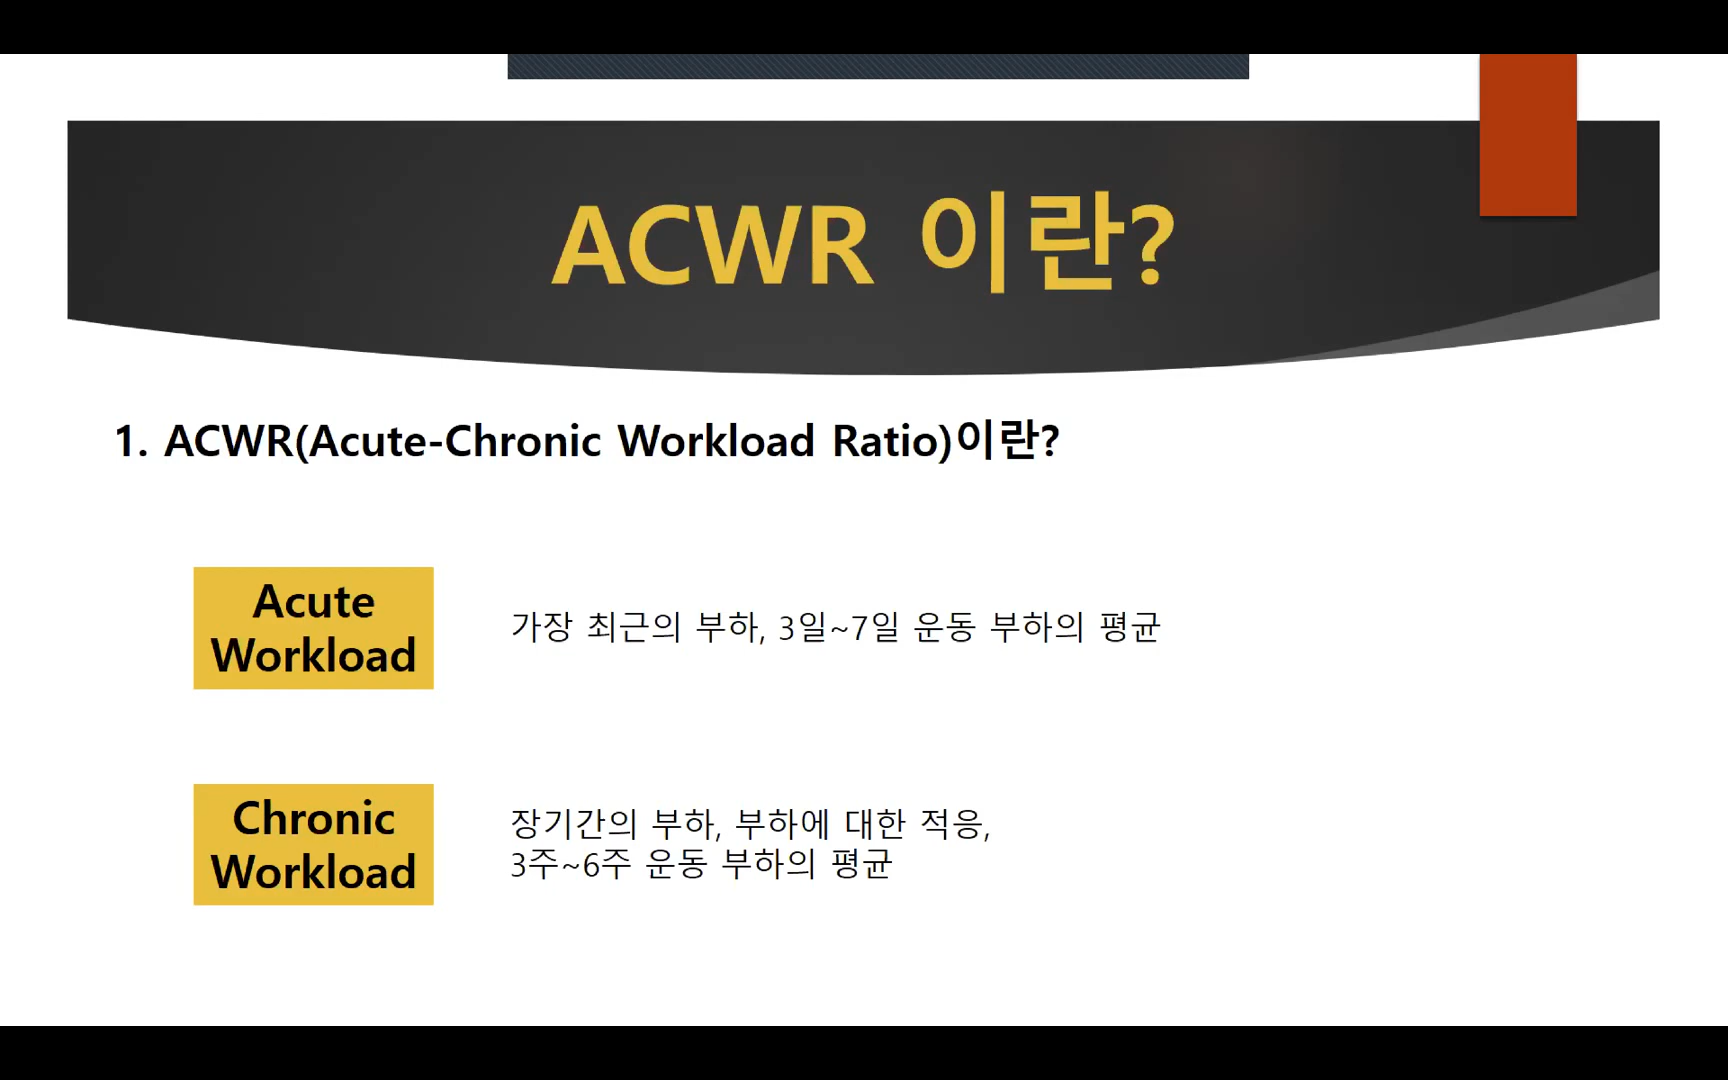 ACWR 이란?
1. ACWR(Acute-Chronic Workload Ratio)이란?
Acute
Workload
가장 최근의 부하, 3일~7일 운동 부하의 평균
Chronic
Workload
장기간의 부하, 부하에 대한 적응,
3주~6주 운동 부하의 평균